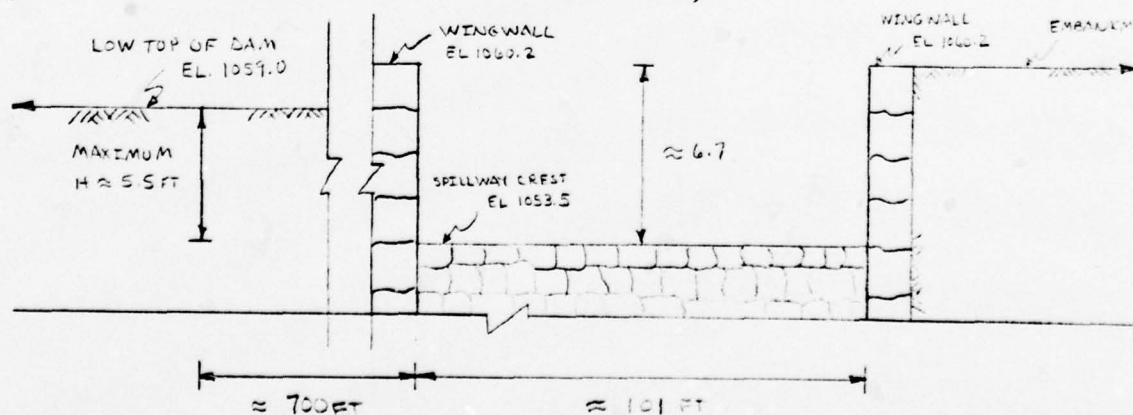 LOW TOP OF DAM
EL. 1059.0
WINGWALL
EL 1060.2
WINGWALL
EL 1060.2
EMBANKM
MAXIMUM
H ≈ 5.5 FT
≈ 6.7
SPILLWAY CREST
EL 1053.5
≈ 700 FT
≈ 101 FT